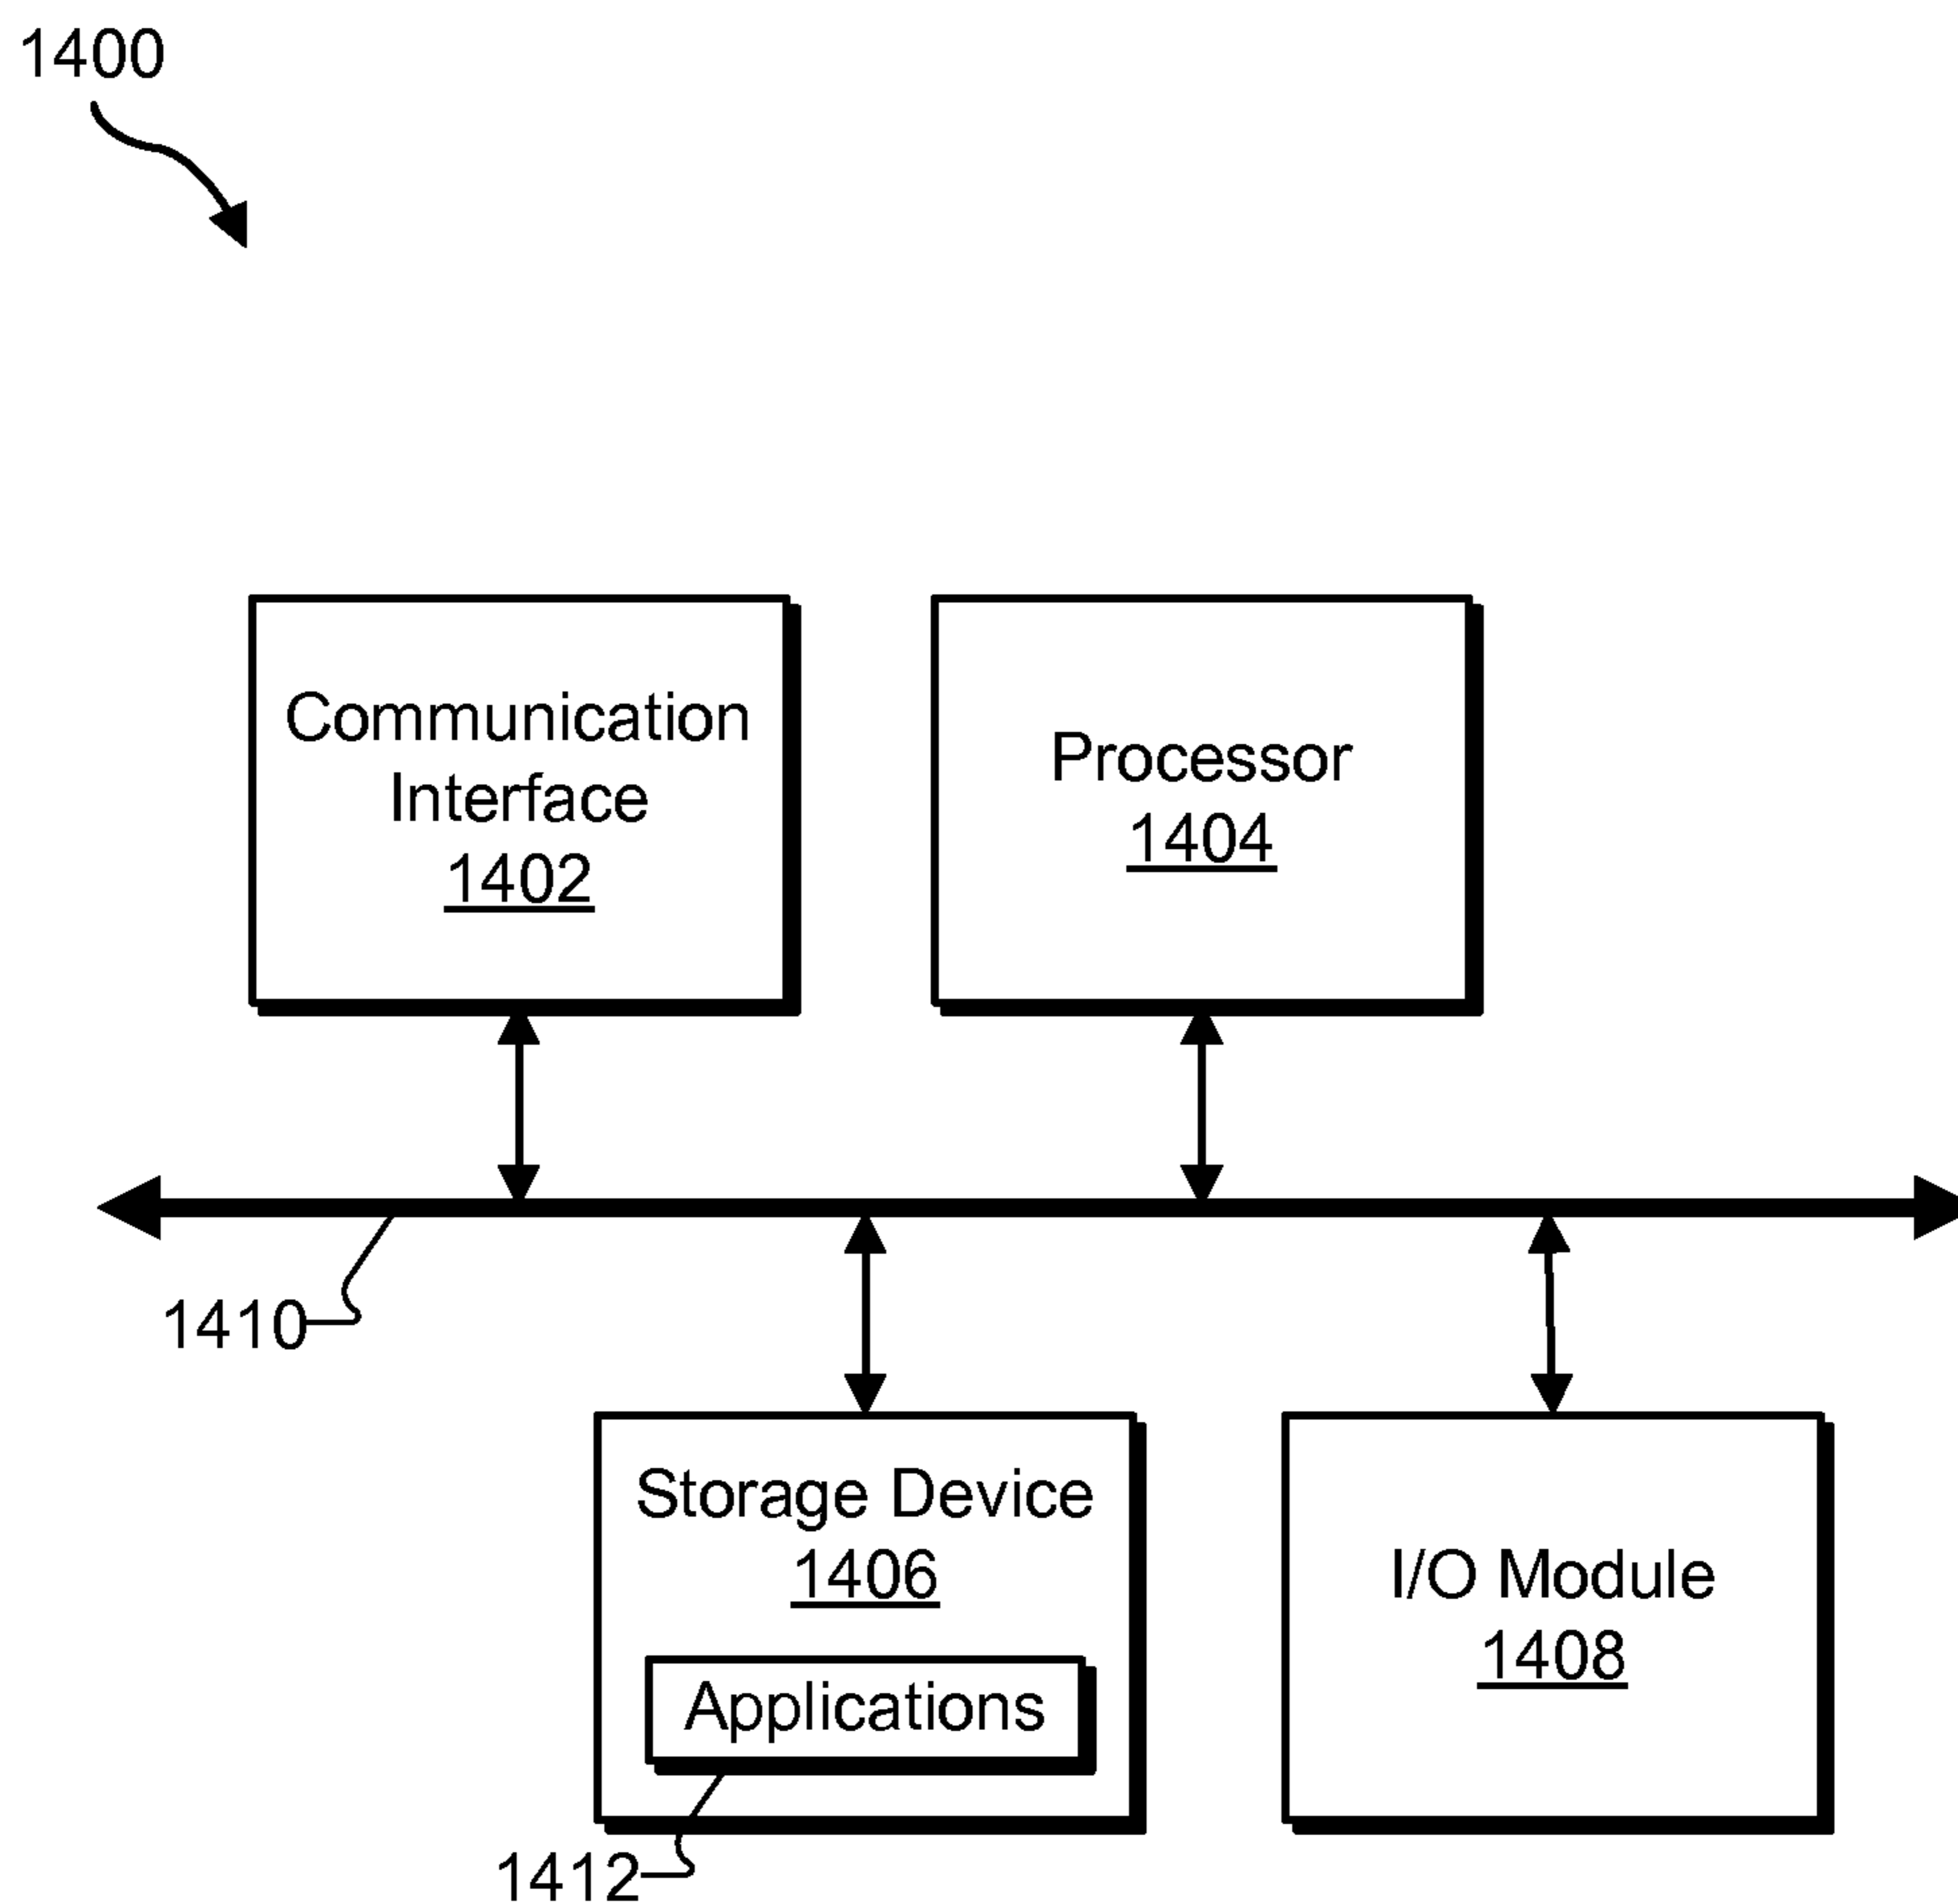 1400
Communication
Interface
1402
Processor
1404
1410
Storage Device
1406
Applications
1412
I/O Module
1408